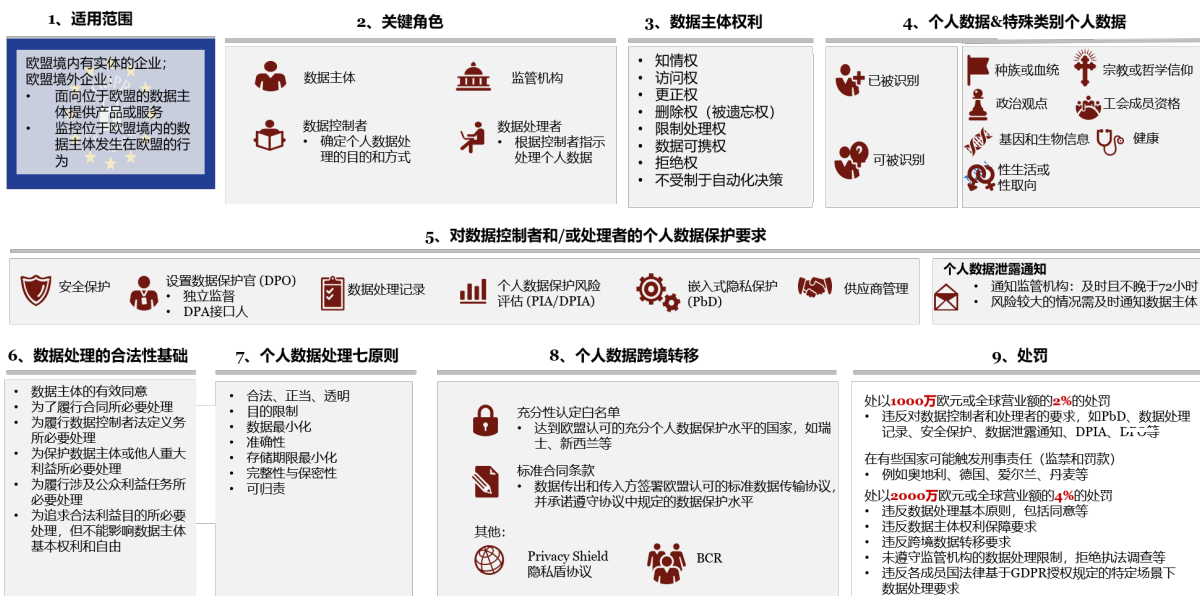 1、适用范围
欧盟境内有实体的企业；
欧盟境外企业：
• 面向位于欧盟的数据主
体提供产品或服务
• 监控位于欧盟境内的数
据主体发生在欧盟的行
为
2、关键角色
数据主体
监管机构
数据控制者
• 确定个人数据处
理的目的和方式
数据处理者
• 根据控制者指示
处理个人数据
3、数据主体权利
• 知情权
• 访问权
• 更正权
• 删除权（被遗忘权）
• 限制处理权
• 数据可携权
• 拒绝权
• 不受制于自动化决策
4、个人数据&特殊类别个人数据
已被识别
可被识别
种族或血统
宗教或哲学信仰
政治观点
工会成员资格
基因和生物信息
健康
性生活或
性取向
5、对数据控制者和/或处理者的个人数据保护要求
安全保护
设置数据保护官 (DPO)
• 独立监督
• DPA接口人
数据处理记录
个人数据保护风险
评估 (PIA/DPIA)
嵌入式隐私保护
(PbD)
供应商管理
个人数据泄露通知
• 通知监管机构：及时且不晚于72小时
• 风险较大的情况需及时通知数据主体
6、数据处理的合法性基础
• 数据主体的有效同意
• 为了履行合同所必要处理
• 为履行数据控制者法定义务
所必要处理
• 为保护数据主体或他人重大
利益所必要处理
• 为履行涉及公众利益任务所
必要处理
• 为追求合法利益目的所必要
处理，但不能影响数据主体
基本权利和自由
7、个人数据处理七原则
• 合法、正当、透明
• 目的限制
• 数据最小化
• 准确性
• 存储期限最小化
• 完整性与保密性
• 可归责
8、个人数据跨境转移
充分性认定白名单
• 达到欧盟认可的充分个人数据保护水平的国家，如瑞
士、新西兰等
标准合同条款
• 数据传出和传入方签署欧盟认可的标准数据传输协议，
并承诺遵守协议中规定的数据保护水平
其他：
Privacy Shield
隐私盾协议
BCR
9、处罚
处以1000万欧元或全球营业额的2%的处罚
• 违反对数据控制者和处理者的要求，如PbD、数据处理
记录、安全保护、数据泄露通知、DPIA、DPO等
在有些国家可能触发刑事责任（监禁和罚款）
• 例如奥地利、德国、爱尔兰、丹麦等
处以2000万欧元或全球营业额的4%的处罚
• 违反数据处理基本原则，包括同意等
• 违反数据主体权利保障要求
• 违反跨境数据转移要求
• 未遵守监管机构的数据处理限制，拒绝执法调查等
• 违反各成员国法律基于GDPR授权规定的特定场景下
数据处理要求